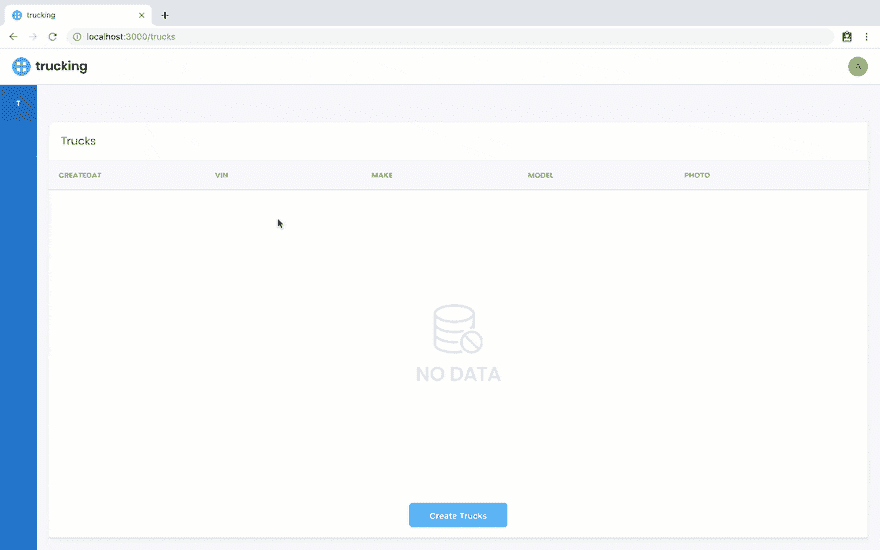 trucking
localhost:3000/trucks
trucking
A
T
Trucks
CREATEDAT VIN MAKE MODEL PHOTO
NO DATA
Create Trucks